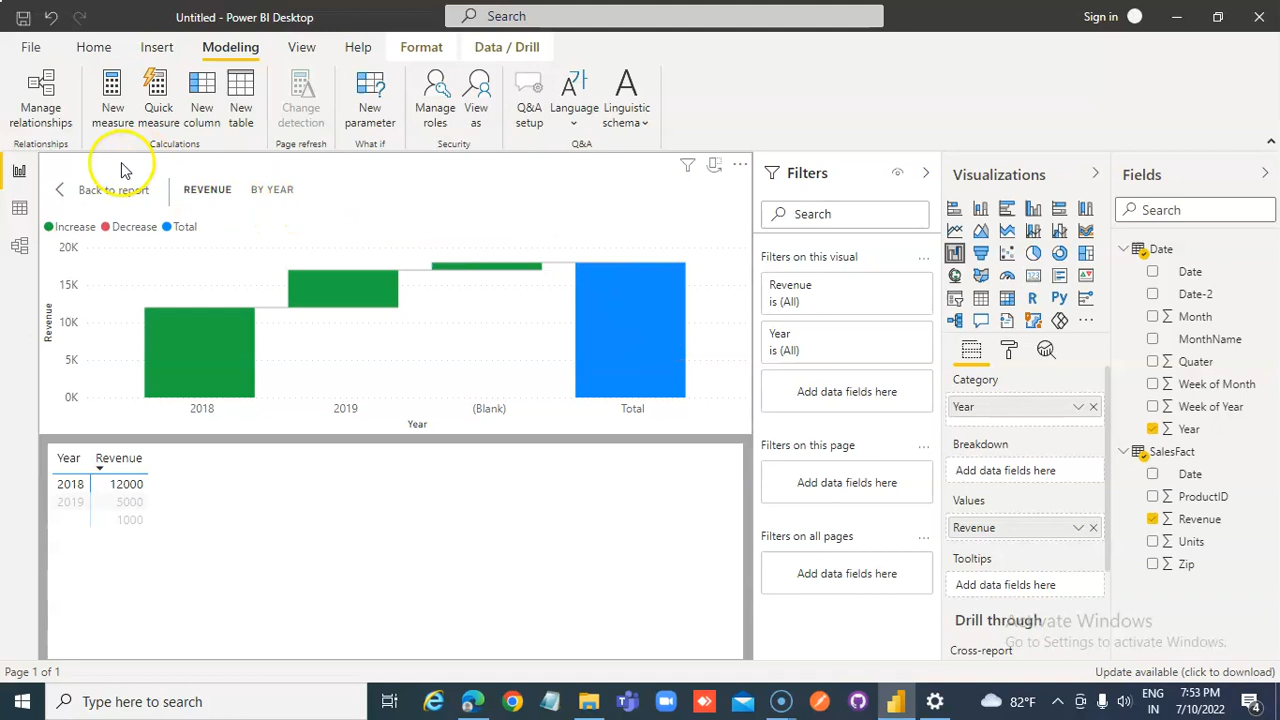 Untitled - Power BI Desktop
Search
Sign in
File
Home
Insert
Modeling
View
Help
Format
Data / Drill
Manage relationships
New measure
Quick measure
New column
New table
Change detection
New parameter
Manage roles
View as
Q&A setup
Language
Linguistic schema
Relationships
Calculations
Page refresh
What if
Security
Q&A
Back to report
REVENUE
BY YEAR
Increase
Decrease
Total
20K
15K
10K
5K
0K
Revenue
2018
2019
(Blank)
Total
Year
Year Revenue
2018 12000
2019 5000
1000
Filters
Search
Filters on this visual
Revenue
is (All)
Year
is (All)
Add data fields here
Filters on this page
Add data fields here
Filters on all pages
Add data fields here
Visualizations
Category
Year
Breakdown
Add data fields here
Values
Revenue
Tooltips
Add data fields here
Drill through
Cross-report
Fields
Search
Date
Date
Date-2
Month
MonthName
Quater
Week of Month
Week of Year
Year
SalesFact
Date
ProductID
Revenue
Units
Zip
Activate Windows
Go to Settings to activate Windows.
Page 1 of 1
Update available (click to download)
Type here to search
82°F
ENG
IN
7:53 PM
7/10/2022
4